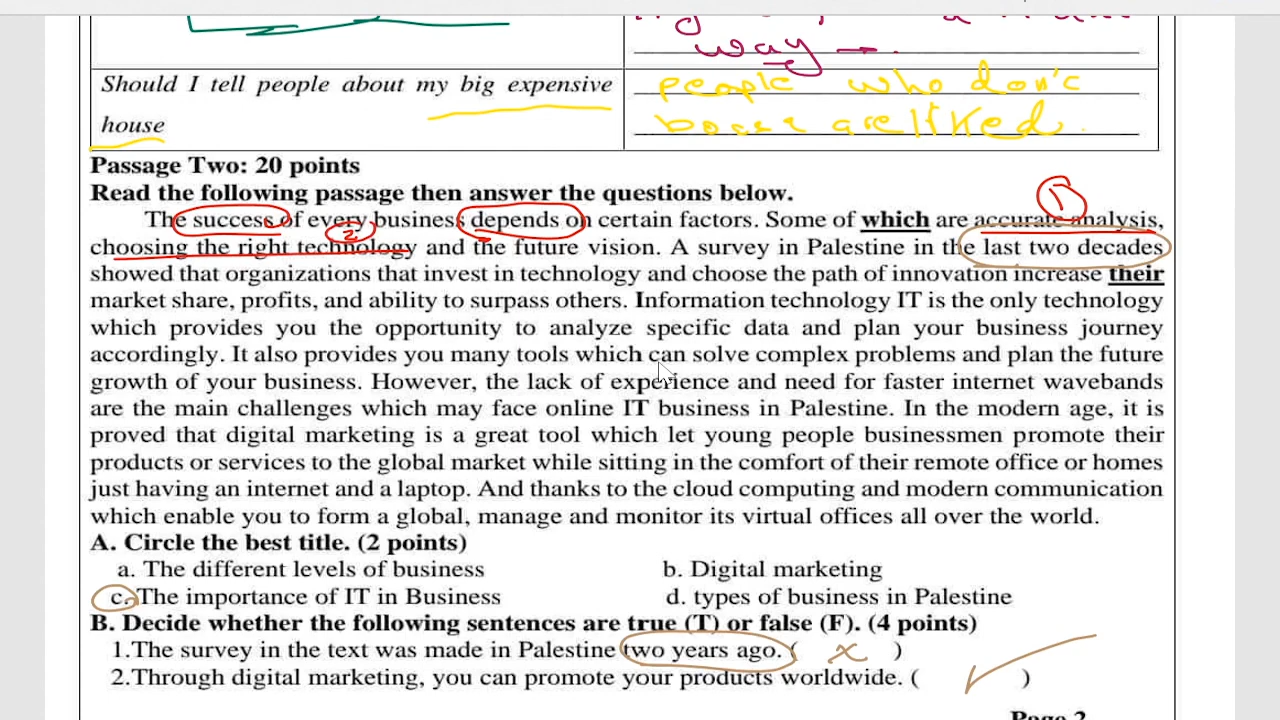 way →.
Should I tell people about my big expensive
house
people who don't
are liked.
Passage Two: 20 points
Read the following passage then answer the questions below.
1
The success of every business depends on certain factors. Some of which are accurate analysis,
2
choosing the right technology and the future vision. A survey in Palestine in the last two decades
showed that organizations that invest in technology and choose the path of innovation increase their
market share, profits, and ability to surpass others. Information technology IT is the only technology
which provides you the opportunity to analyze specific data and plan your business journey
accordingly. It also provides you many tools which can solve complex problems and plan the future
growth of your business. However, the lack of experience and need for faster internet wavebands
are the main challenges which may face online IT business in Palestine. In the modern age, it is
proved that digital marketing is a great tool which let young people businessmen promote their
products or services to the global market while sitting in the comfort of their remote office or homes
just having an internet and a laptop. And thanks to the cloud computing and modern communication
which enable you to form a global, manage and monitor its virtual offices all over the world.
A. Circle the best title. (2 points)
a. The different levels of business b. Digital marketing
c. The importance of IT in Business d. types of business in Palestine
B. Decide whether the following sentences are true (T) or false (F). (4 points)
1.The survey in the text was made in Palestine two years ago. ( x )
2.Through digital marketing, you can promote your products worldwide. ( ✓ )
Page 2